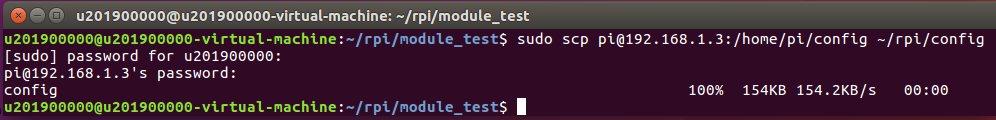 u201900000@u201900000-virtual-machine: ~/rpi/module_test
u201900000@u201900000-virtual-machine:~/rpi/module_test$ sudo scp pi@192.168.1.3:/home/pi/config ~/rpi/config
[sudo] password for u201900000:
pi@192.168.1.3's password:
config 100% 154KB 154.2KB/s 00:00
u201900000@u201900000-virtual-machine:~/rpi/module_test$